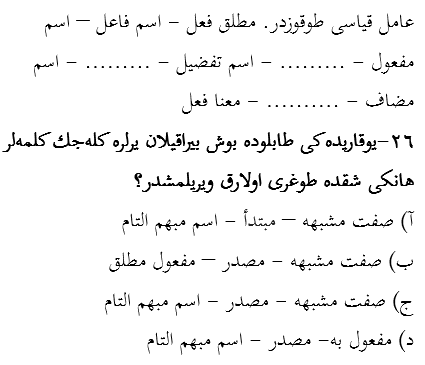 عامل قیاسی طوقوزدر. مطلق فعل – اسم فاعل – اسم
مفعول – ......... – اسم تفضیل – ......... – اسم
مضاف – .......... – معنا فعل
٢٦-یوقاریده‌کی طابلوده بوش بیراقیلان یرلره کله‌جك کلمه‌لر
هانکی شقده طوغری اولارق ویریلمشدر؟
آ) صفت مشبهه – مبتدأ – اسم مبهم التام
ب) صفت مشبهه – مصدر – مفعول مطلق
ج) صفت مشبهه – مصدر – اسم مبهم التام
د) مفعول به- مصدر – اسم مبهم التام